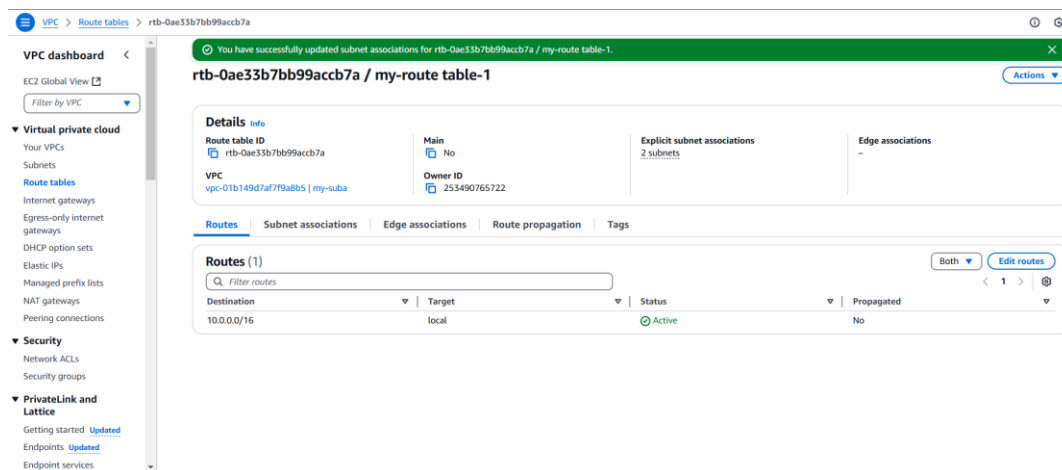 VPC > Route tables > rtb-0ae33b7bb99accb7a
VPC dashboard
EC2 Global View
Filter by VPC
Virtual private cloud
Your VPCs
Subnets
Route tables
Internet gateways
Egress-only internet
gateways
DHCP option sets
Elastic IPs
Managed prefix lists
NAT gateways
Peering connections
Security
Network ACLs
Security groups
PrivateLink and
Lattice
Getting started Updated
Endpoints Updated
Endpoint services
You have successfully updated subnet associations for rtb-0ae33b7bb99accb7a / my-route table-1.
rtb-0ae33b7bb99accb7a / my-route table-1
Actions
Details Info
Route table ID
rtb-0ae33b7bb99accb7a
Main
No
Explicit subnet associations
2 subnets
Edge associations
–
VPC
vpc-01b149d7af7f9a8b5 | my-suba
Owner ID
253490765722
Routes Subnet associations Edge associations Route propagation Tags
Routes (1)
Both Edit routes
Filter routes
< 1 >
Destination Target Status Propagated
10.0.0.0/16 local Active No